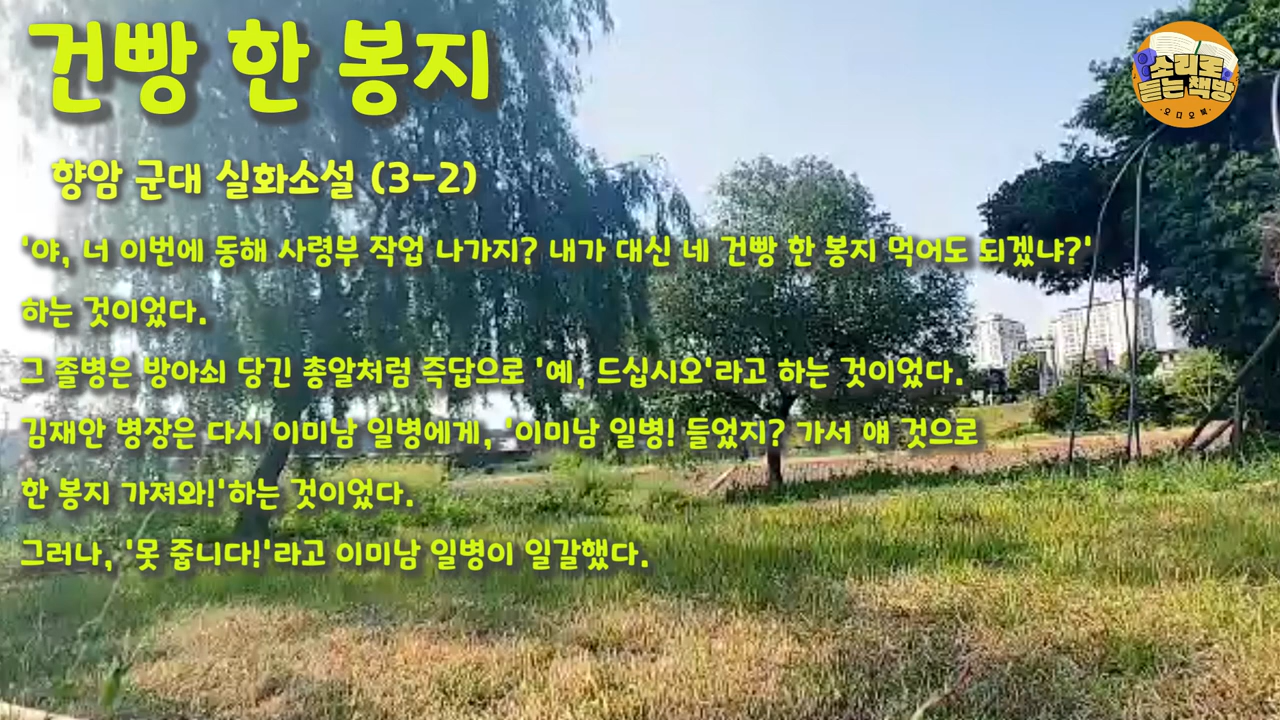 건빵 한 봉지
소리로
듣는 책방
·오디오북·
향암 군대 실화소설 (3-2)
'야, 너 이번에 동해 사령부 작업 나가지? 내가 대신 네 건빵 한 봉지 먹어도 되겠냐?'
하는 것이었다.
그 졸병은 방아쇠 당긴 총알처럼 즉답으로 '예, 드십시오'라고 하는 것이었다.
김재안 병장은 다시 이미남 일병에게, '이미남 일병! 들었지? 가서 얘 것으로
한 봉지 가져와!'하는 것이었다.
그러나, '못 줍니다!'라고 이미남 일병이 일갈했다.